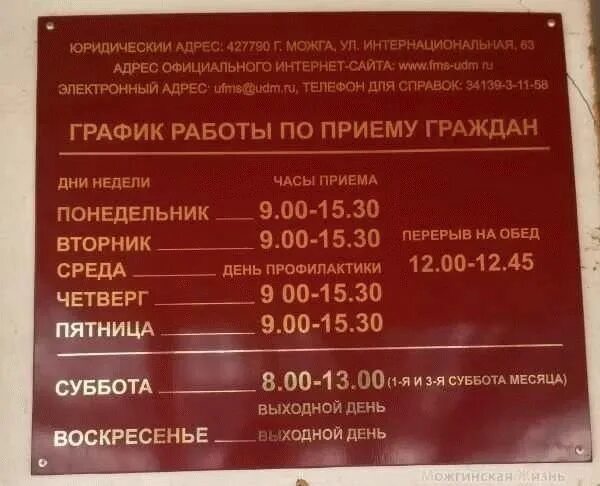 ЮРИДИЧЕСКИЙ АДРЕС: 427790 Г. МОЖГА, УЛ. ИНТЕРНАЦИОНАЛЬНАЯ, 63
АДРЕС ОФИЦИАЛЬНОГО ИНТЕРНЕТ-САЙТА: www.fms-udm.ru
ЭЛЕКТРОННЫЙ АДРЕС: ufms@udm.ru, ТЕЛЕФОН ДЛЯ СПРАВОК: 34139-3-11-58
ГРАФИК РАБОТЫ ПО ПРИЕМУ ГРАЖДАН
ДНИ НЕДЕЛИ ЧАСЫ ПРИЕМА
ПОНЕДЕЛЬНИК 9.00-15.30
ВТОРНИК 9.00-15.30 ПЕРЕРЫВ НА ОБЕД
СРЕДА ДЕНЬ ПРОФИЛАКТИКИ 12.00-12.45
ЧЕТВЕРГ 9 00-15.30
ПЯТНИЦА 9.00-15.30
СУББОТА 8.00-13.00 (1-Я И 3-Я СУББОТА МЕСЯЦА)
ВЫХОДНОЙ ДЕНЬ
ВОСКРЕСЕНЬЕ ВЫХОДНОЙ ДЕНЬ
Можгинская Жизнь